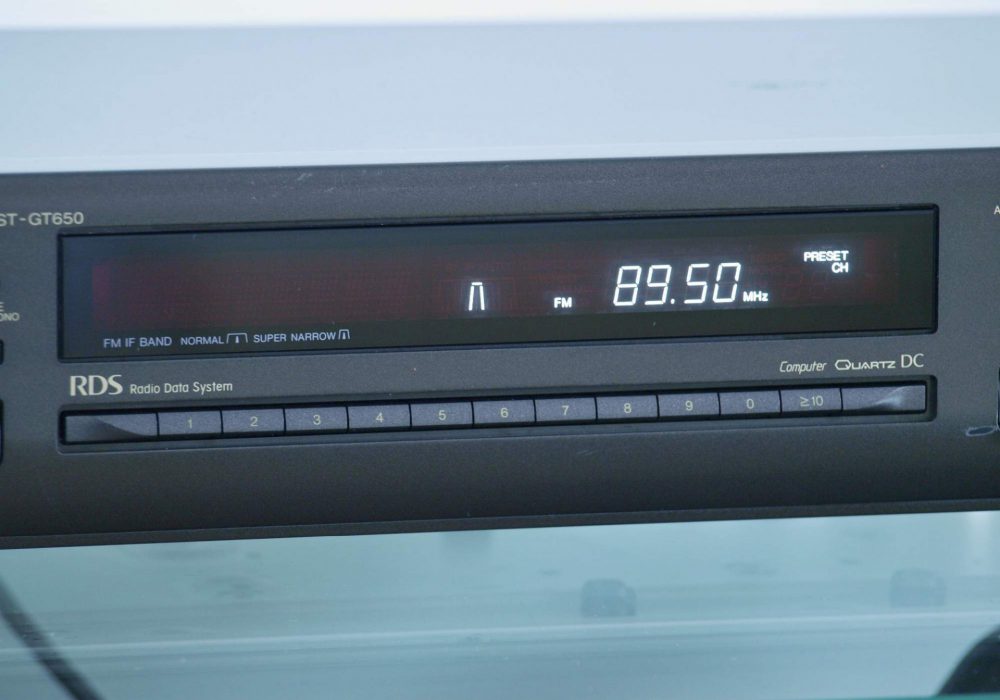 ST-GT650
PRESET
CH
FM 89.50 MHz
FM IF BAND NORMAL SUPER NARROW
RDS Radio Data System
Computer QUARTZ DC
1 2 3 4 5 6 7 8 9 0 ≥10